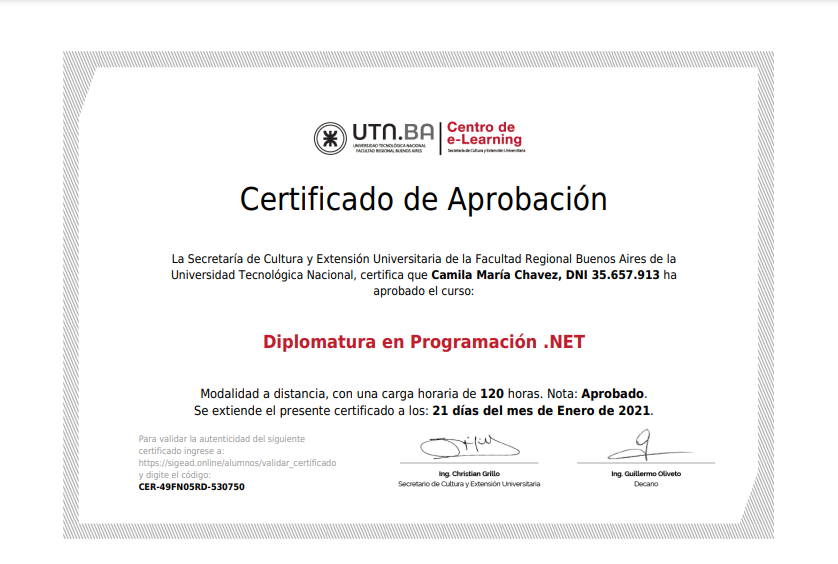 UTN.BA
UNIVERSIDAD TECNOLÓGICA NACIONAL
FACULTAD REGIONAL BUENOS AIRES
Centro de
e-Learning
Secretaría de Cultura y Extensión Universitaria
Certificado de Aprobación
La Secretaría de Cultura y Extensión Universitaria de la Facultad Regional Buenos Aires de la
Universidad Tecnológica Nacional, certifica que Camila María Chavez, DNI 35.657.913 ha
aprobado el curso:
Diplomatura en Programación .NET
Modalidad a distancia, con una carga horaria de 120 horas. Nota: Aprobado.
Se extiende el presente certificado a los: 21 días del mes de Enero de 2021.
Para validar la autenticidad del siguiente
certificado ingrese a:
https://sigead.online/alumnos/validar_certificado
y digite el código:
CER-49FN05RD-530750
Ing. Christian Grillo
Secretario de Cultura y Extensión Universitaria
Ing. Guillermo Oliveto
Decano